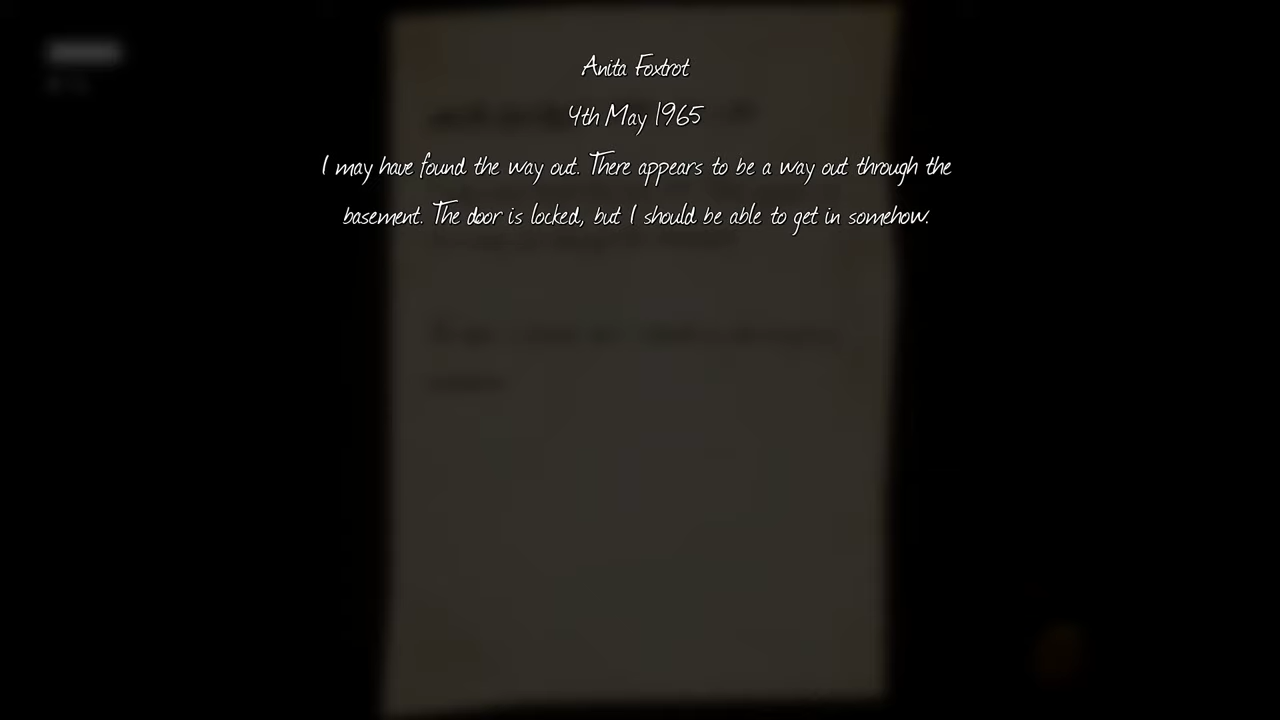 Anita Foxtrot
4th May 1965
I may have found the way out. There appears to be a way out through the
basement. The door is locked, but I should be able to get in somehow.